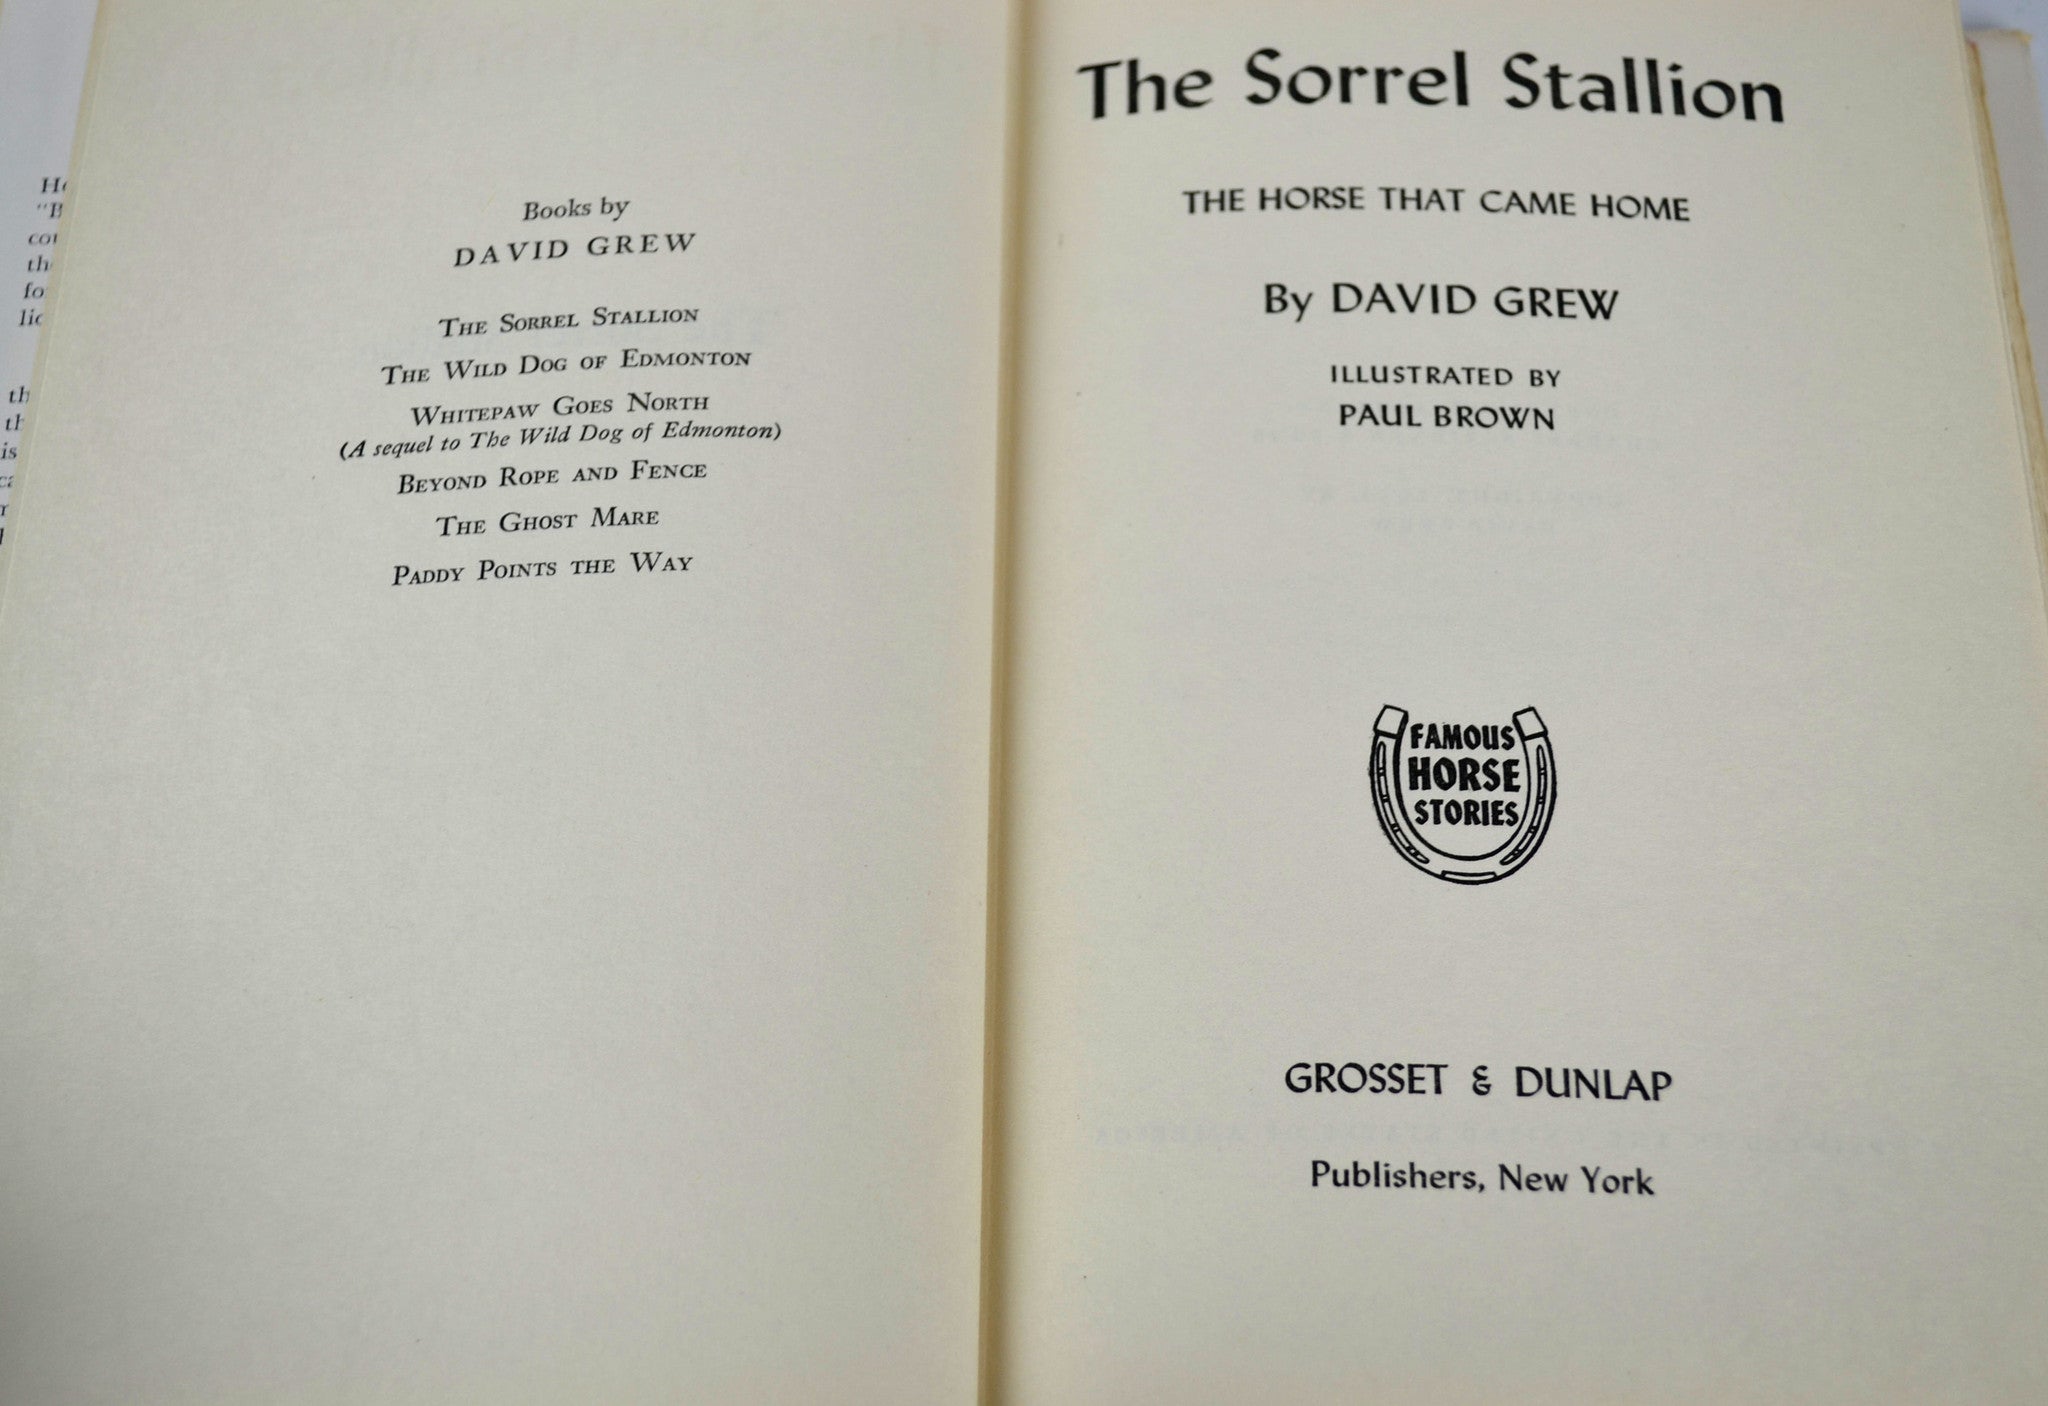 Books by
DAVID GREW
THE SORREL STALLION
THE WILD DOG OF EDMONTON
WHITEPAW GOES NORTH
(A sequel to The Wild Dog of Edmonton)
BEYOND ROPE AND FENCE
THE GHOST MARE
PADDY POINTS THE WAY
The Sorrel Stallion
THE HORSE THAT CAME HOME
By DAVID GREW
ILLUSTRATED BY
PAUL BROWN
FAMOUS
HORSE
STORIES
GROSSET & DUNLAP
Publishers, New York